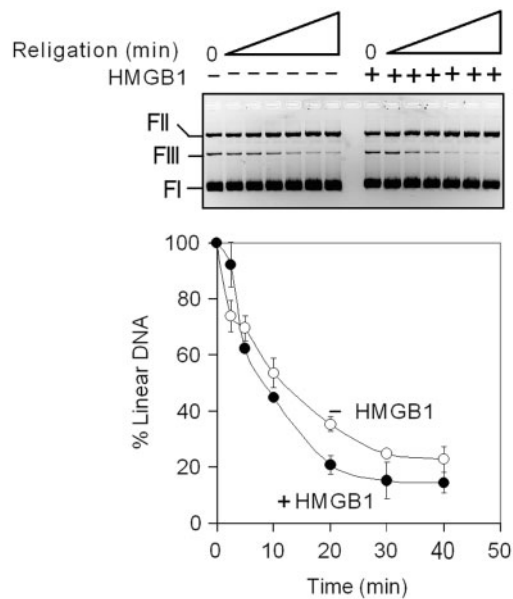 Religation (min) 0 0
HMGB1 − − − − − − − + + + + + + +
FII
FIII
FI
100
80
60
40
20
0
% Linear DNA
− HMGB1
+ HMGB1
0 10 20 30 40 50
Time (min)